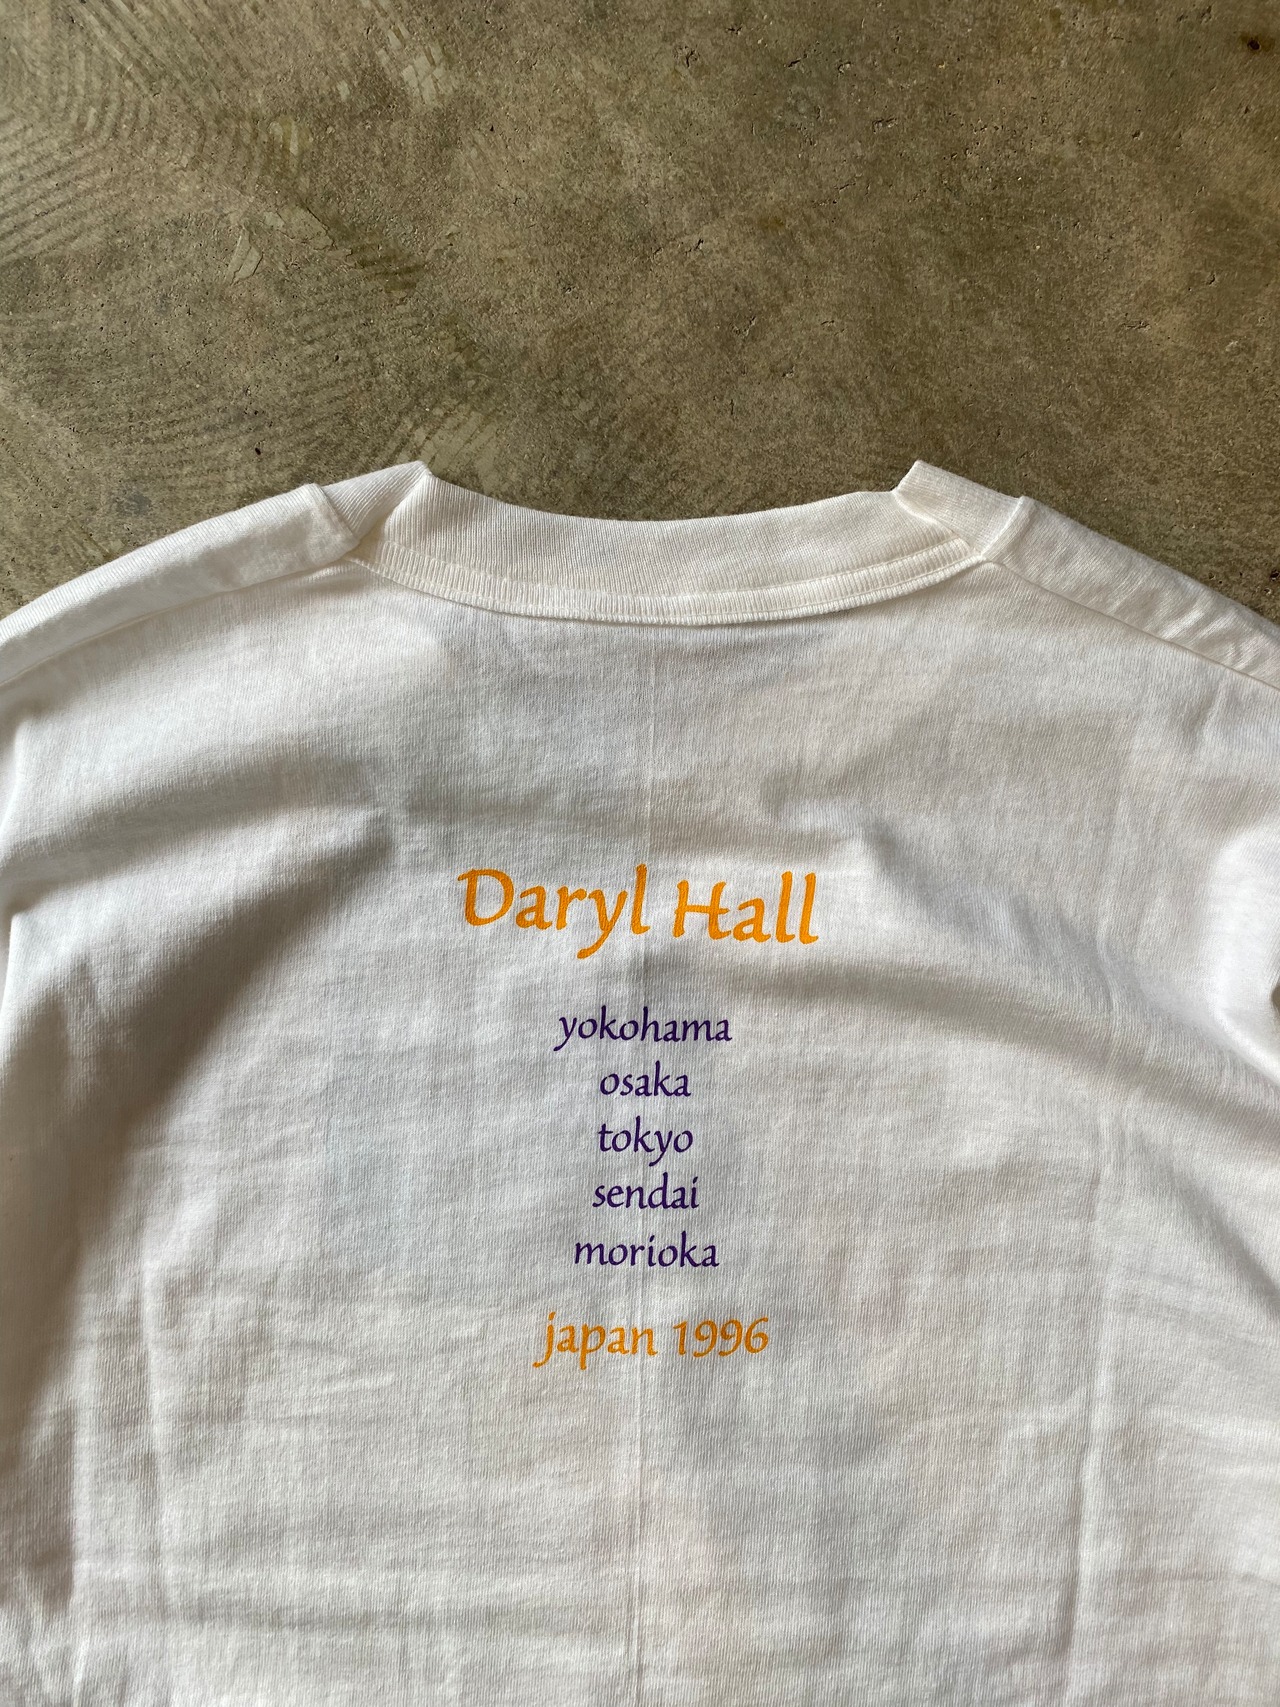 Daryl Hall
yokohama
osaka
tokyo
sendai
morioka
japan 1996